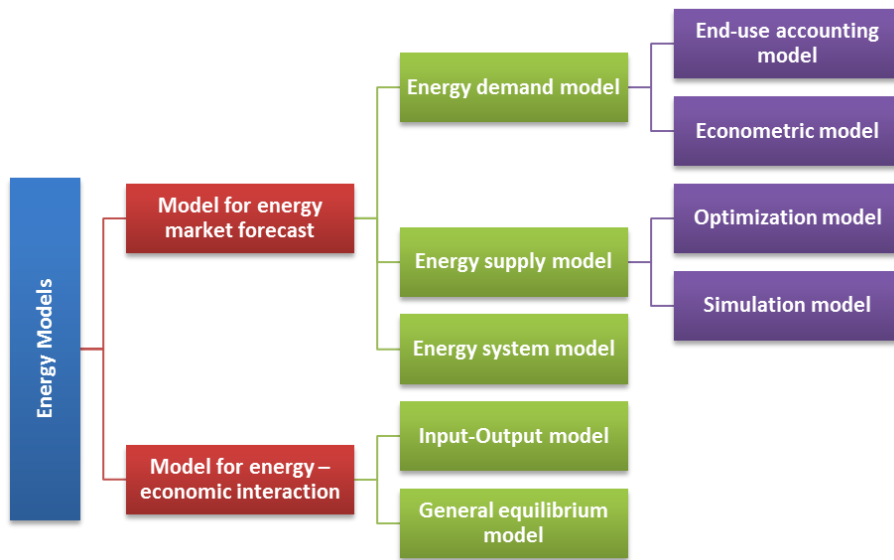 Energy Models
Model for energy
market forecast
Model for energy –
economic interaction
Energy demand model
Energy supply model
Energy system model
Input-Output model
General equilibrium
model
End-use accounting
model
Econometric model
Optimization model
Simulation model